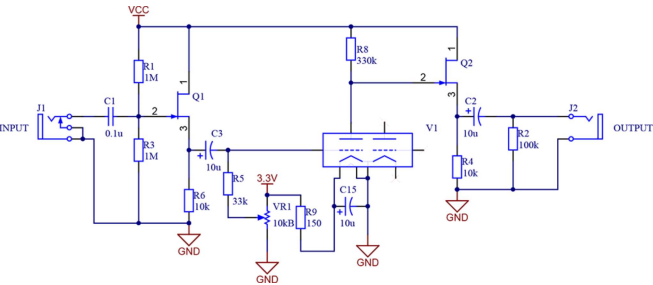 VCC
R1
1M
1
Q1
2
3
R8
330k
1
Q2
2
3
J1
INPUT
C1
0.1u
R3
1M
C3
10u
V1
C2
10u
J2
OUTPUT
R2
100k
R4
10k
R6
10k
R5
33k
3.3V
VR1
10kB
R9
150
C15
10u
GND
GND
GND
GND
+
+
+